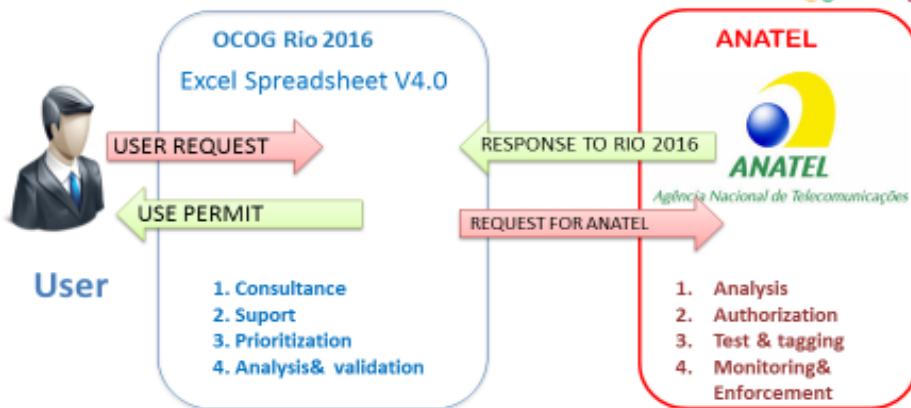 OCOG Rio 2016
Excel Spreadsheet V4.0
USER REQUEST
USE PERMIT
User
1. Consultance
2. Suport
3. Prioritization
4. Analysis& validation
ANATEL
RESPONSE TO RIO 2016
ANATEL
Agência Nacional de Telecomunicações
REQUEST FOR ANATEL
1. Analysis
2. Authorization
3. Test & tagging
4. Monitoring&
Enforcement